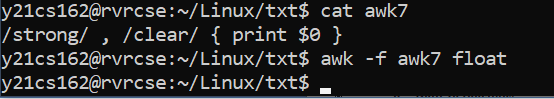 y21cs162@rvrcse:~/Linux/txt$ cat awk7
/strong/ , /clear/ { print $0 }
y21cs162@rvrcse:~/Linux/txt$ awk -f awk7 float
y21cs162@rvrcse:~/Linux/txt$